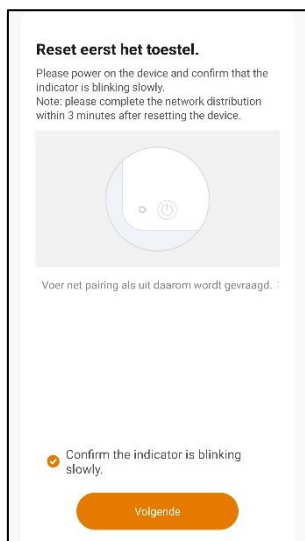 Reset eerst het toestel.
Please power on the device and confirm that the
indicator is blinking slowly.
Note: please complete the network distribution
within 3 minutes after resetting the device.
Voer net pairing als uit daarom wordt gevraagd.
Confirm the indicator is blinking
slowly.
Volgende